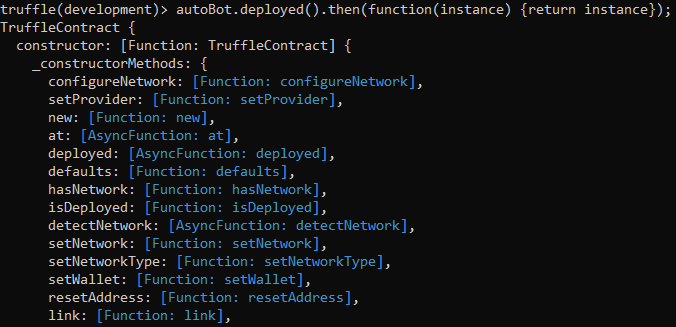 truffle(development)> autoBot.deployed().then(function(instance) {return instance});
TruffleContract {
  constructor: [Function: TruffleContract] {
    _constructorMethods: {
      configureNetwork: [Function: configureNetwork],
      setProvider: [Function: setProvider],
      new: [Function: new],
      at: [AsyncFunction: at],
      deployed: [AsyncFunction: deployed],
      defaults: [Function: defaults],
      hasNetwork: [Function: hasNetwork],
      isDeployed: [Function: isDeployed],
      detectNetwork: [AsyncFunction: detectNetwork],
      setNetwork: [Function: setNetwork],
      setNetworkType: [Function: setNetworkType],
      setWallet: [Function: setWallet],
      resetAddress: [Function: resetAddress],
      link: [Function: link],